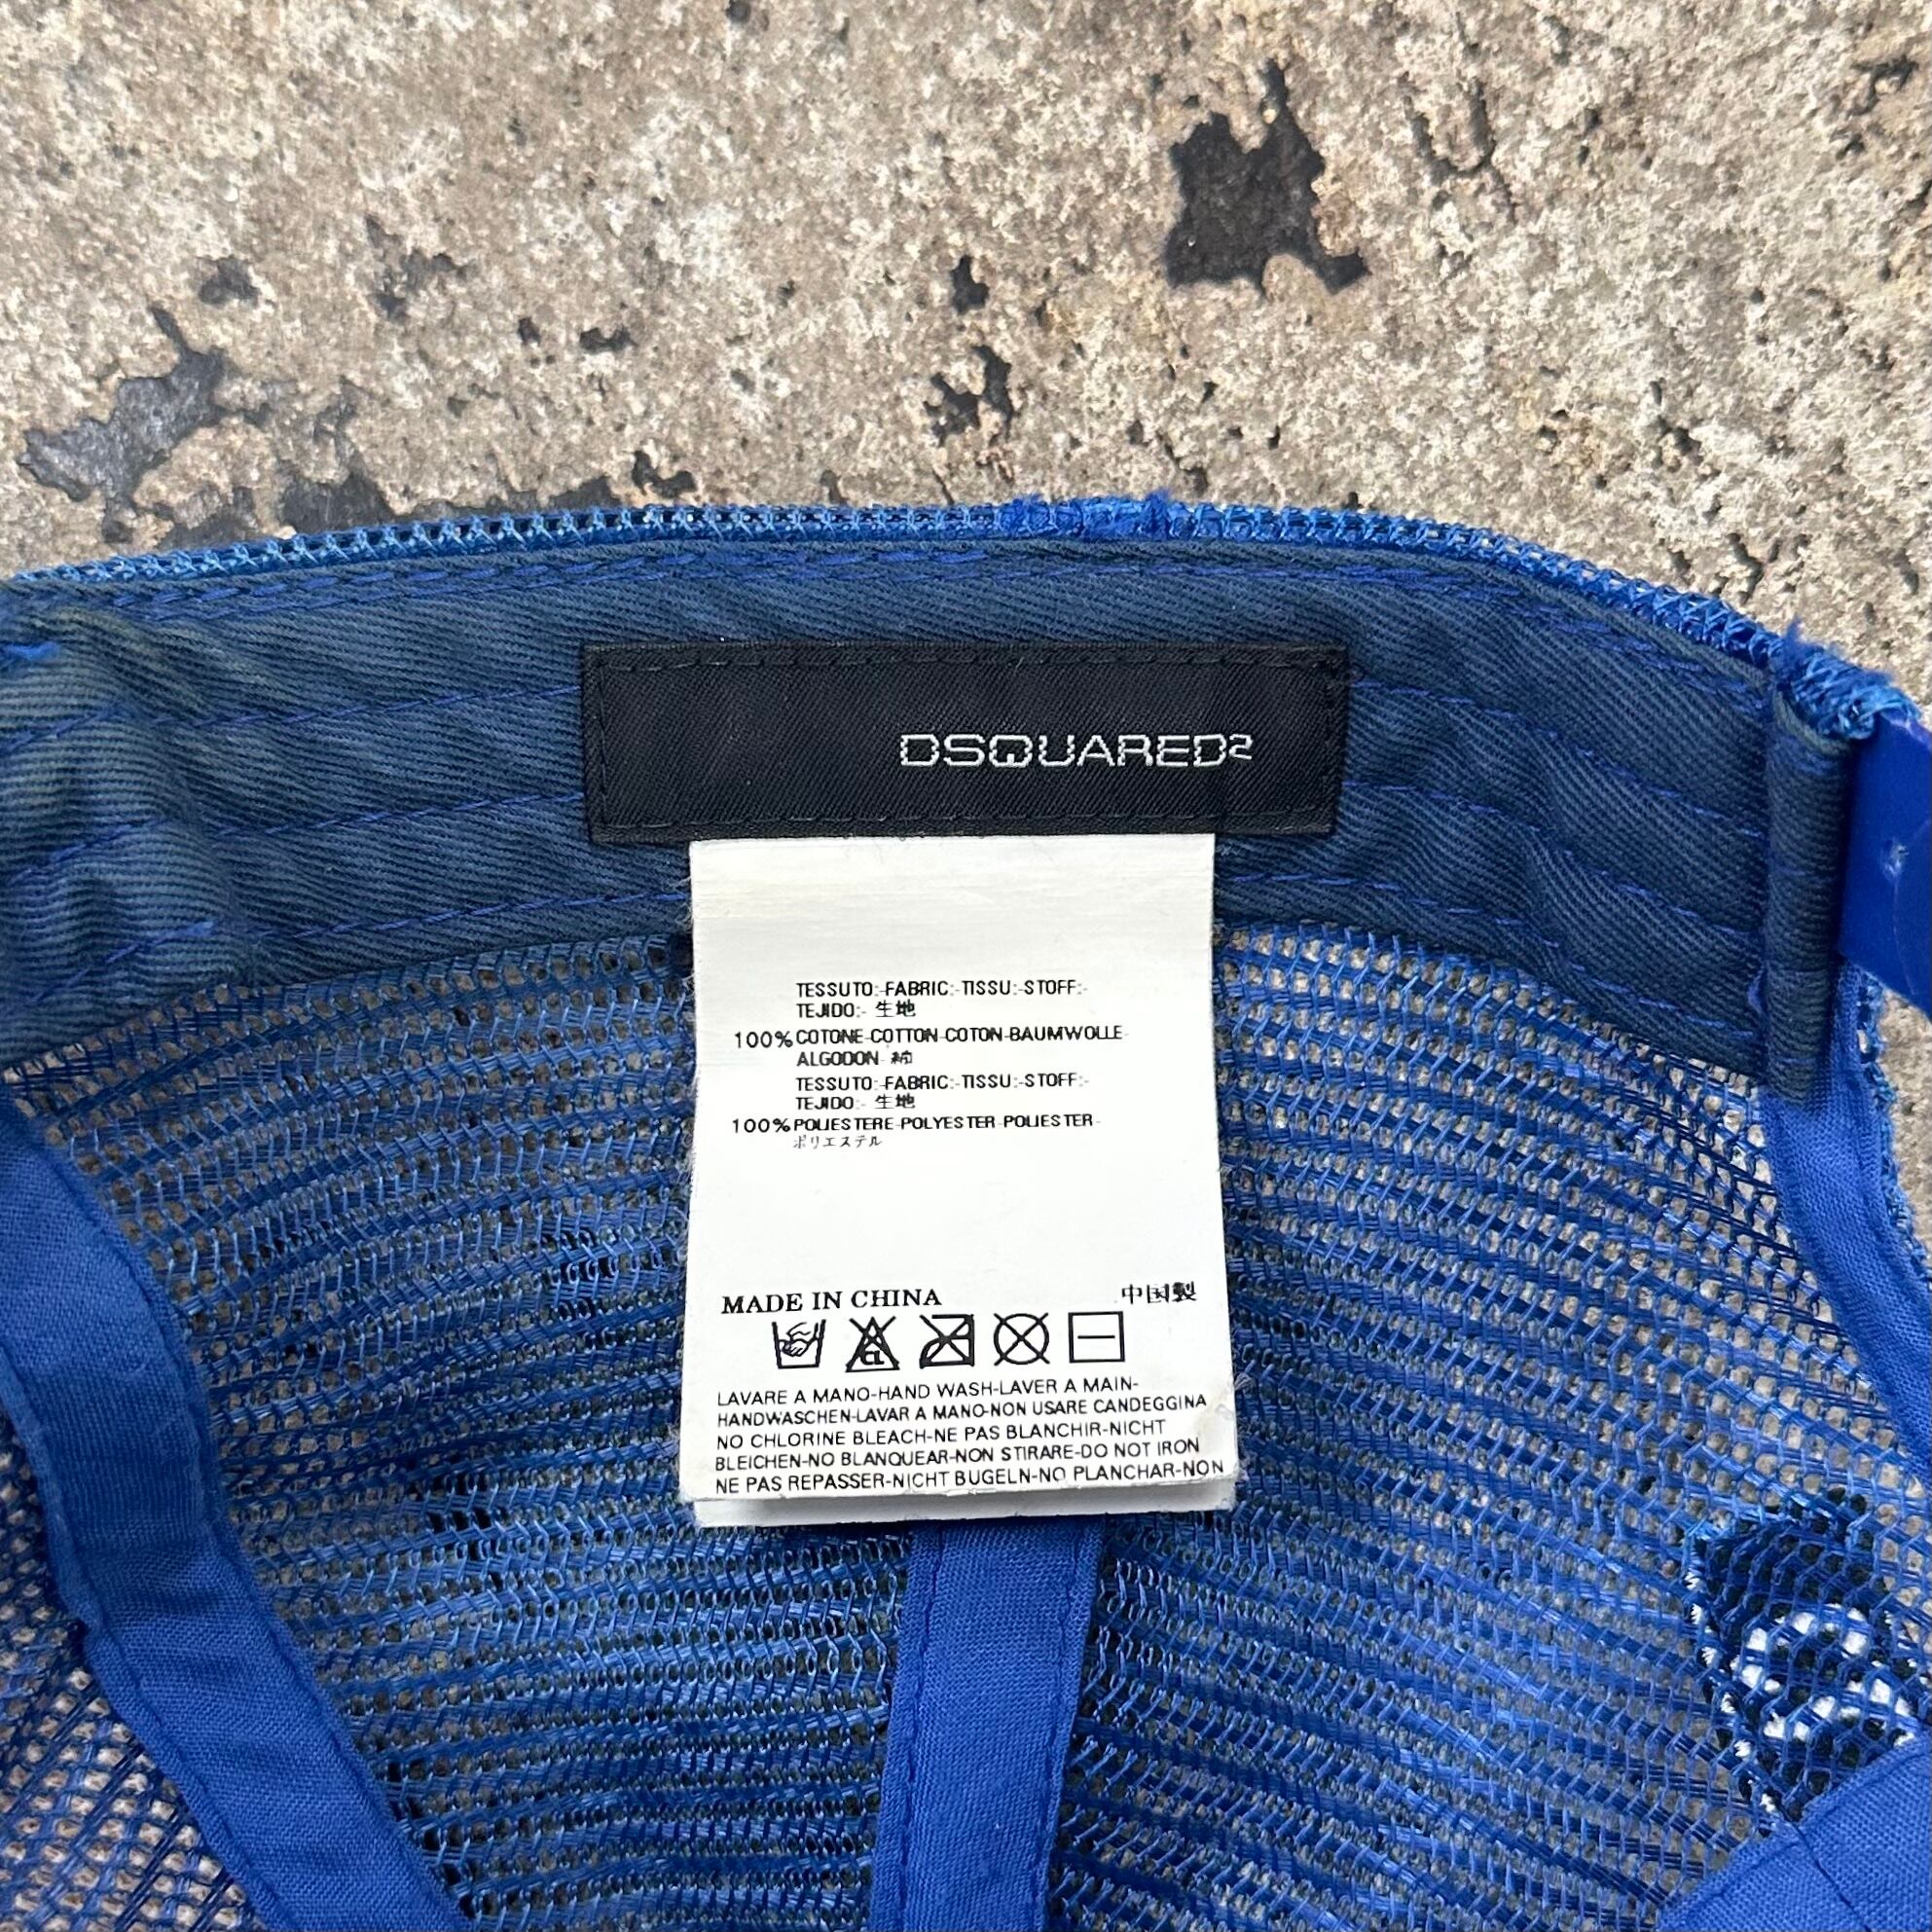 DSQUARED2
TESSUTO:-FABRIC:-TISSU:-STOFF:-
TEJIDO:- 生地
100% COTONE-COTTON-COTON-BAUMWOLLE-
ALGODON 綿
TESSUTO:-FABRIC:-TISSU:-STOFF:-
TEJIDO:- 生地
100% POLIESTERE-POLYESTER-POLIESTER-
ポリエステル
MADE IN CHINA 中国製
CL
LAVARE A MANO-HAND WASH-LAVER A MAIN-
HANDWASCHEN-LAVAR A MANO-NON USARE CANDEGGINA
NO CHLORINE BLEACH-NE PAS BLANCHIR-NICHT
BLEICHEN-NO BLANQUEAR-NON STIRARE-DO NOT IRON
NE PAS REPASSER-NICHT BUGELN-NO PLANCHAR-NON